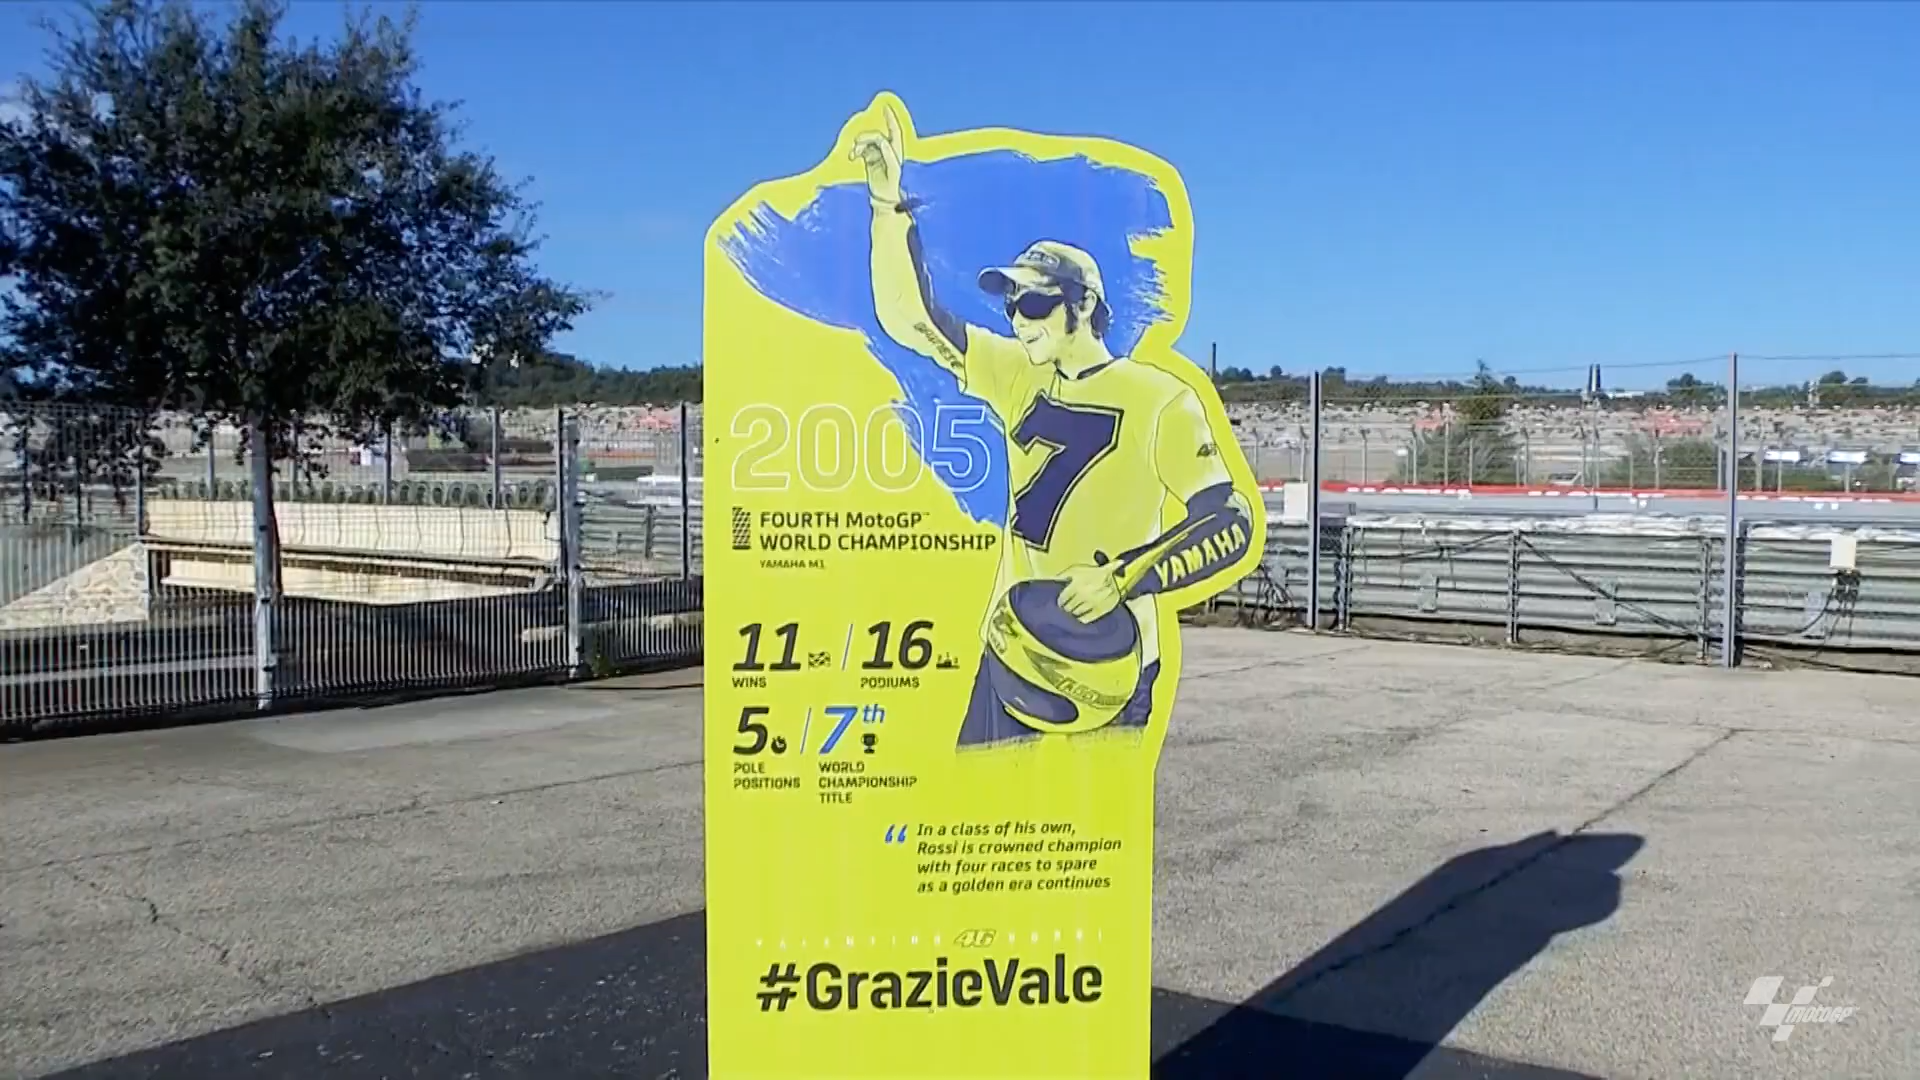 2005
FOURTH MotoGP™
WORLD CHAMPIONSHIP
YAMAHA M1
7
46
YAMAHA
11 / 16
WINS PODIUMS
5 / 7th
POLE POSITIONS
WORLD CHAMPIONSHIP TITLE
“ In a class of his own,
Rossi is crowned champion
with four races to spare
as a golden era continues
VALENTINO 46 ROSSI
#GrazieVale
MotoGP